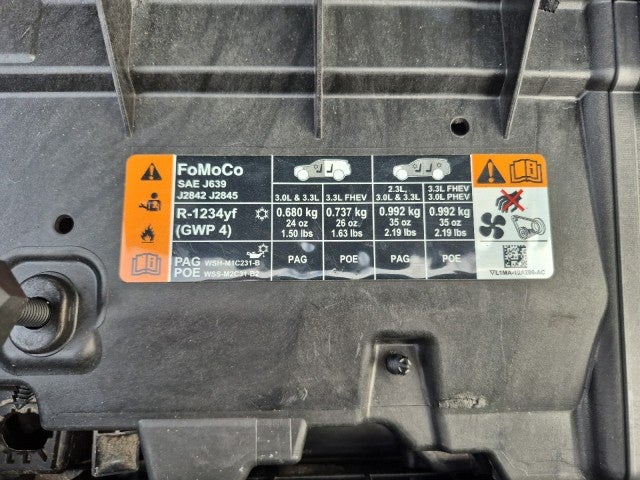 FoMoCo
SAE J639
J2842 J2845
R-1234yf
(GWP 4)
PAG WSH-M1C231-B
POE WSS-M2C31-B2
3.0L & 3.3L
3.3L FHEV
2.3L,
3.0L & 3.3L
3.3L FHEV
3.0L PHEV
0.680 kg
24 oz
1.50 lbs
0.737 kg
26 oz
1.63 lbs
0.992 kg
35 oz
2.19 lbs
0.992 kg
35 oz
2.19 lbs
PAG
POE
PAG
POE